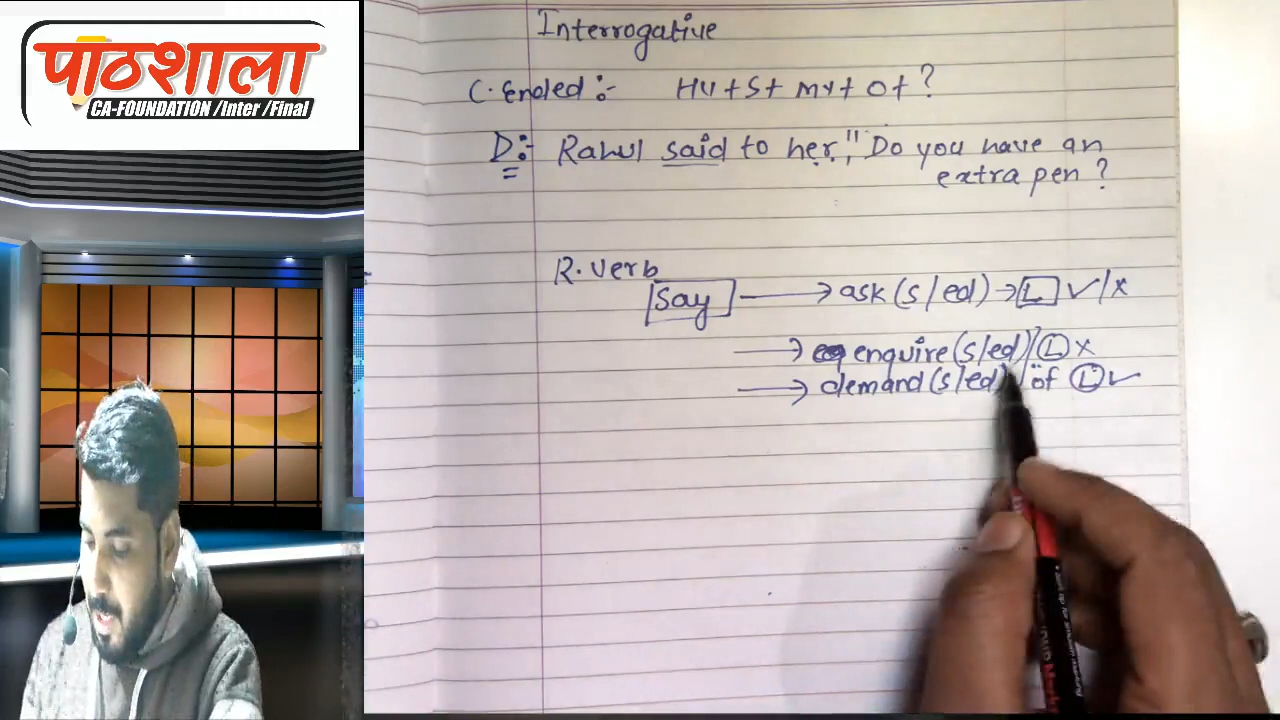 पाठशाला
CA-FOUNDATION /Inter /Final
Interrogative
C. Ended :- HV + S + MV + O + ?
D:- Rahul said to her, "Do you have an
extra pen ?
R. verb
Say → ask (s/ed) → L ✓/×
→ enquire (s/ed) / L ×
→ demand (s/ed) of L ✓